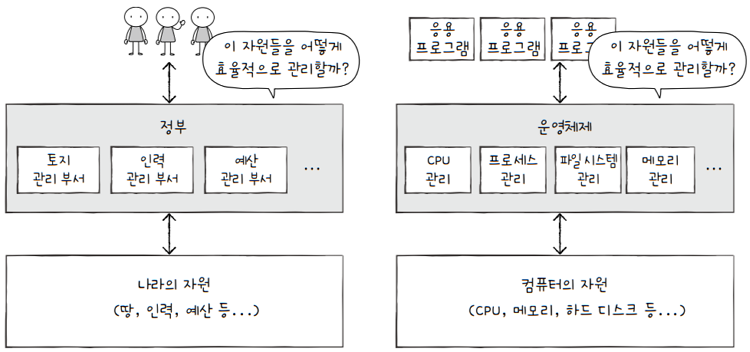 이 자원들을 어떻게
효율적으로 관리할까?
정부
토지
관리 부서
인력
관리 부서
예산
관리 부서
...
나라의 자원
(땅, 인력, 예산 등...)
응용
프로그램
응용
프로그램
응용
프로그
이 자원들을 어떻게
효율적으로 관리할까?
운영체제
CPU
관리
프로세스
관리
파일시스템
관리
메모리
관리
...
컴퓨터의 자원
(CPU, 메모리, 하드 디스크 등...)